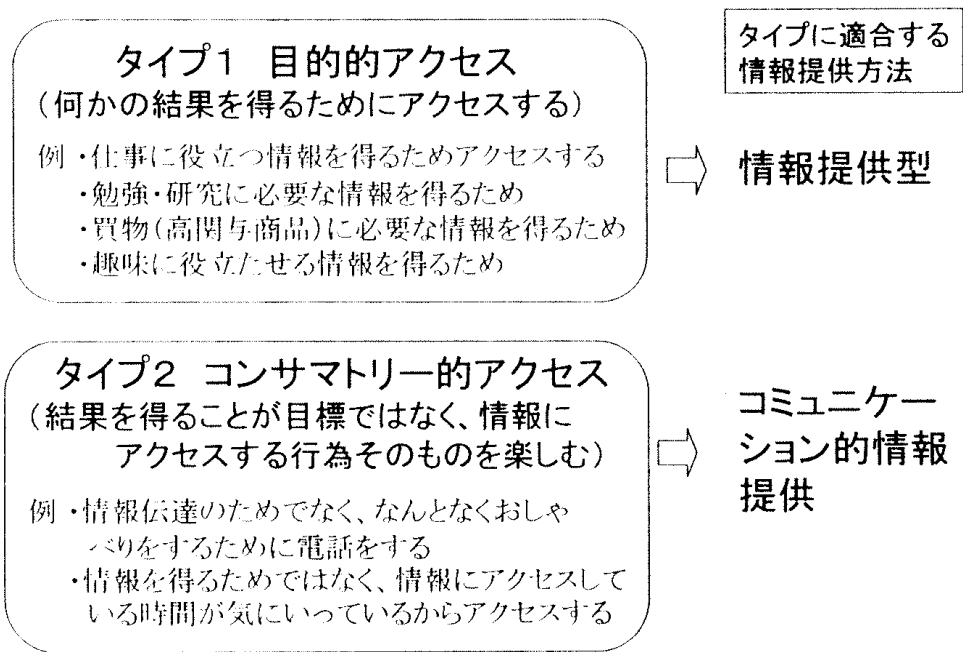 タイプに適合する
情報提供方法
タイプ1 目的的アクセス
(何かの結果を得るためにアクセスする)
例・仕事に役立つ情報を得るためアクセスする
・勉強・研究に必要な情報を得るため
・買物(高関与商品)に必要な情報を得るため
・趣味に役立たせる情報を得るため
情報提供型
タイプ2 コンサマトリー的アクセス
(結果を得ることが目標ではなく、情報に
アクセスする行為そのものを楽しむ)
例・情報伝達のためでなく、なんとなくおしゃ
べりをするために電話をする
・情報を得るためではなく、情報にアクセスして
いる時間が気にいっているからアクセスする
コミュニケー
ション的情報
提供